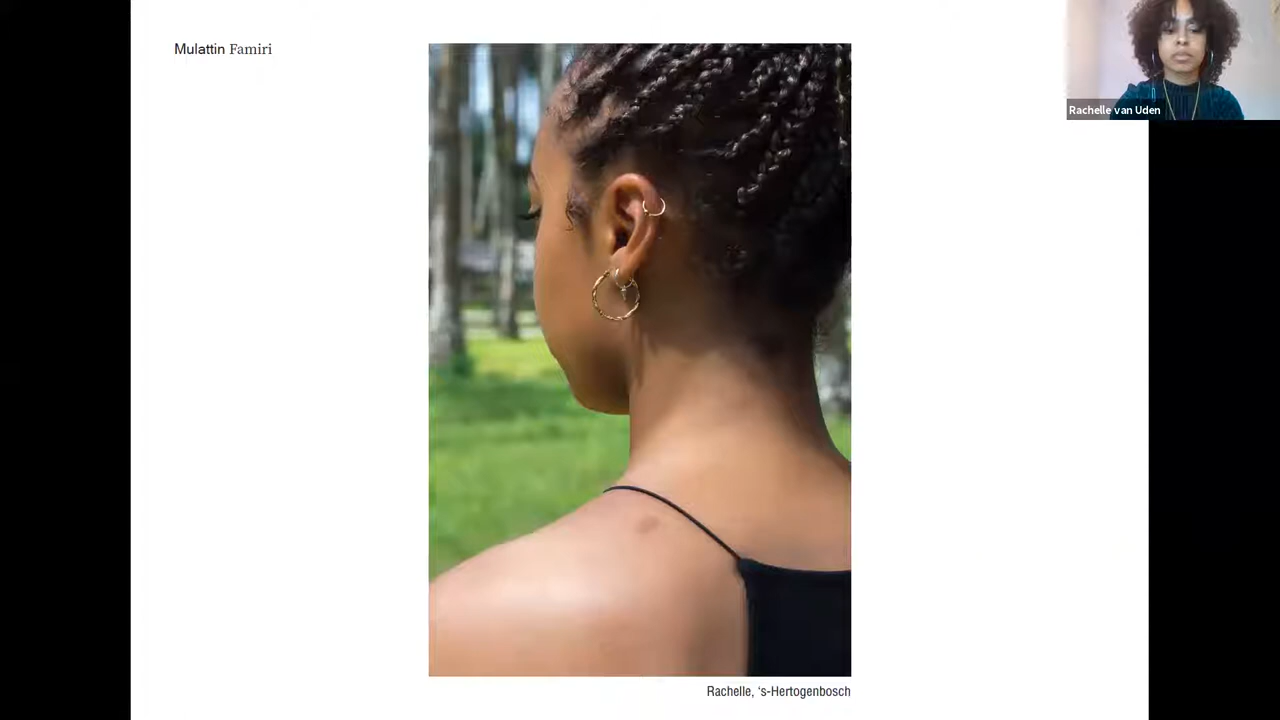 Mulattin Famiri
Rachelle van Uden
Rachelle, ‘s-Hertogenbosch